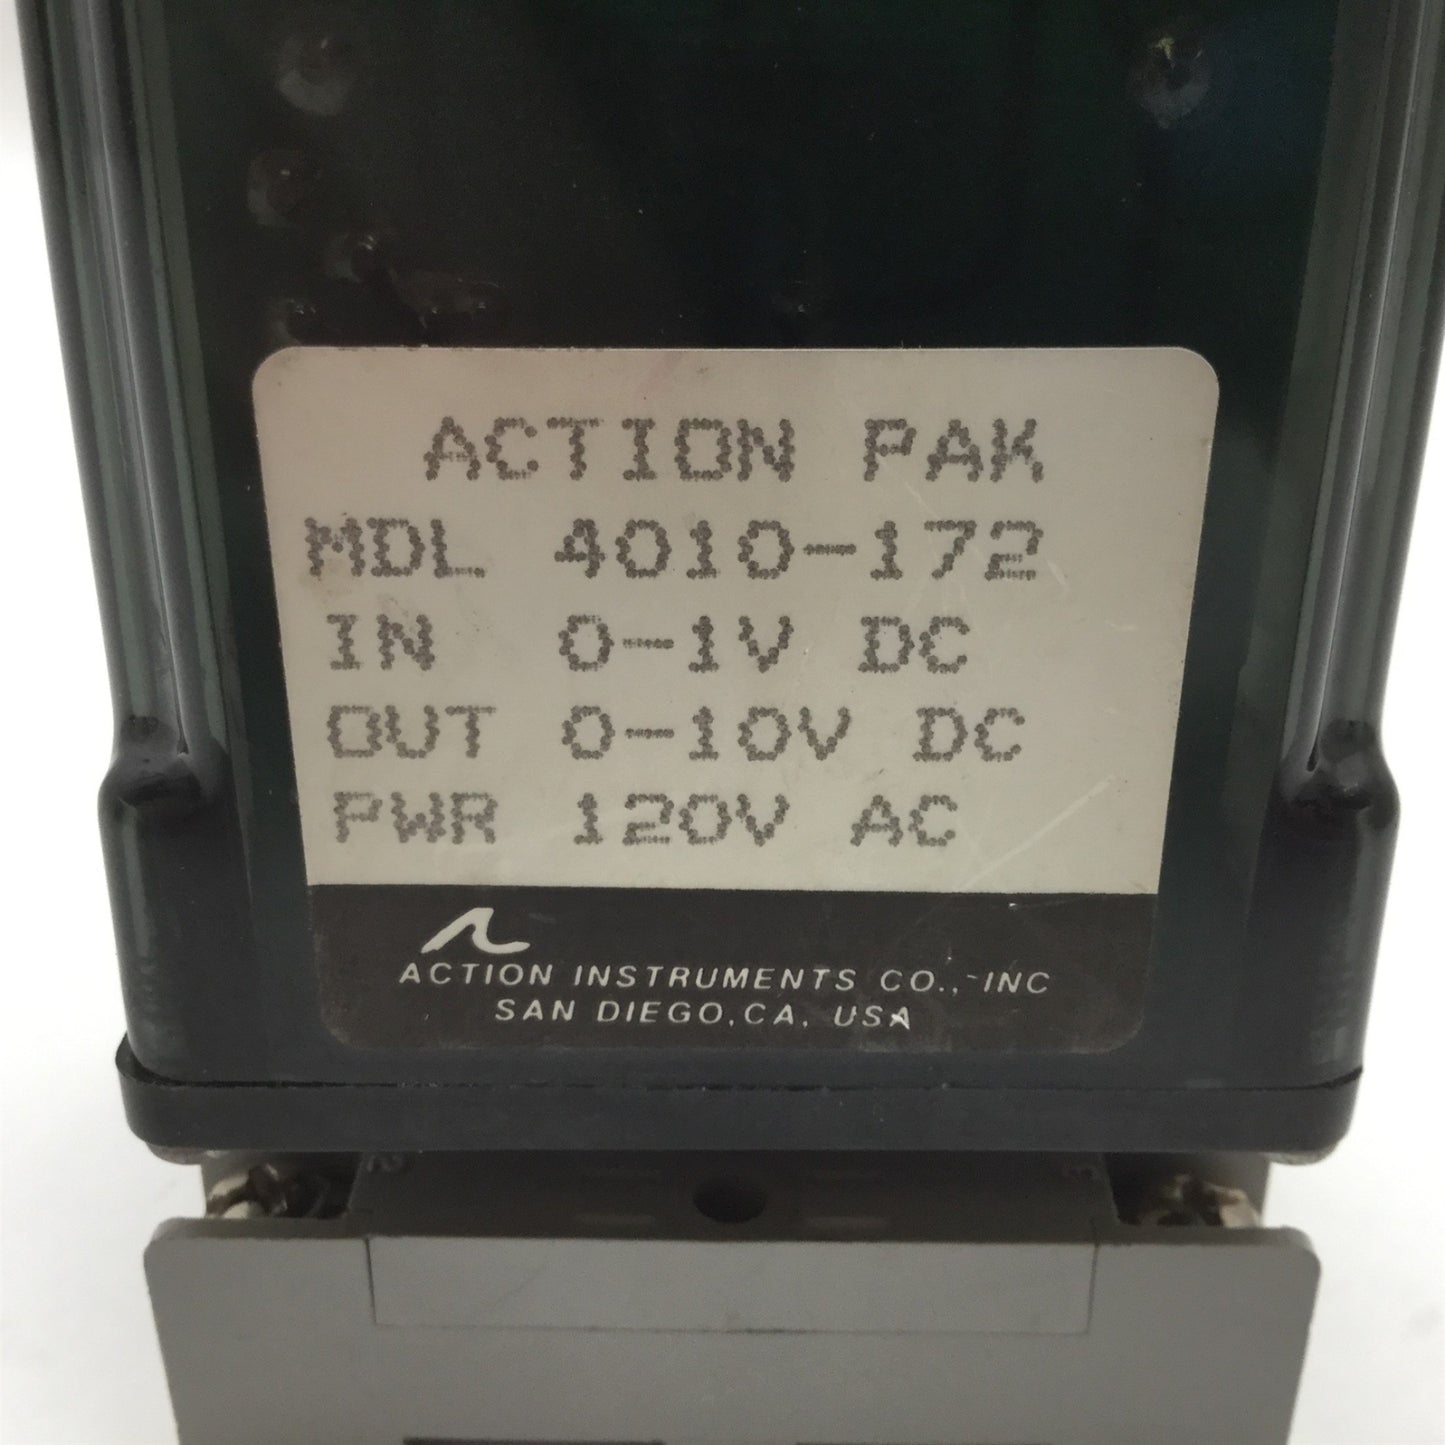 ACTION PAK
MDL 4010-172
IN 0-1V DC
OUT 0-10V DC
PWR 120V AC
ACTION INSTRUMENTS CO., INC
SAN DIEGO, CA, USA